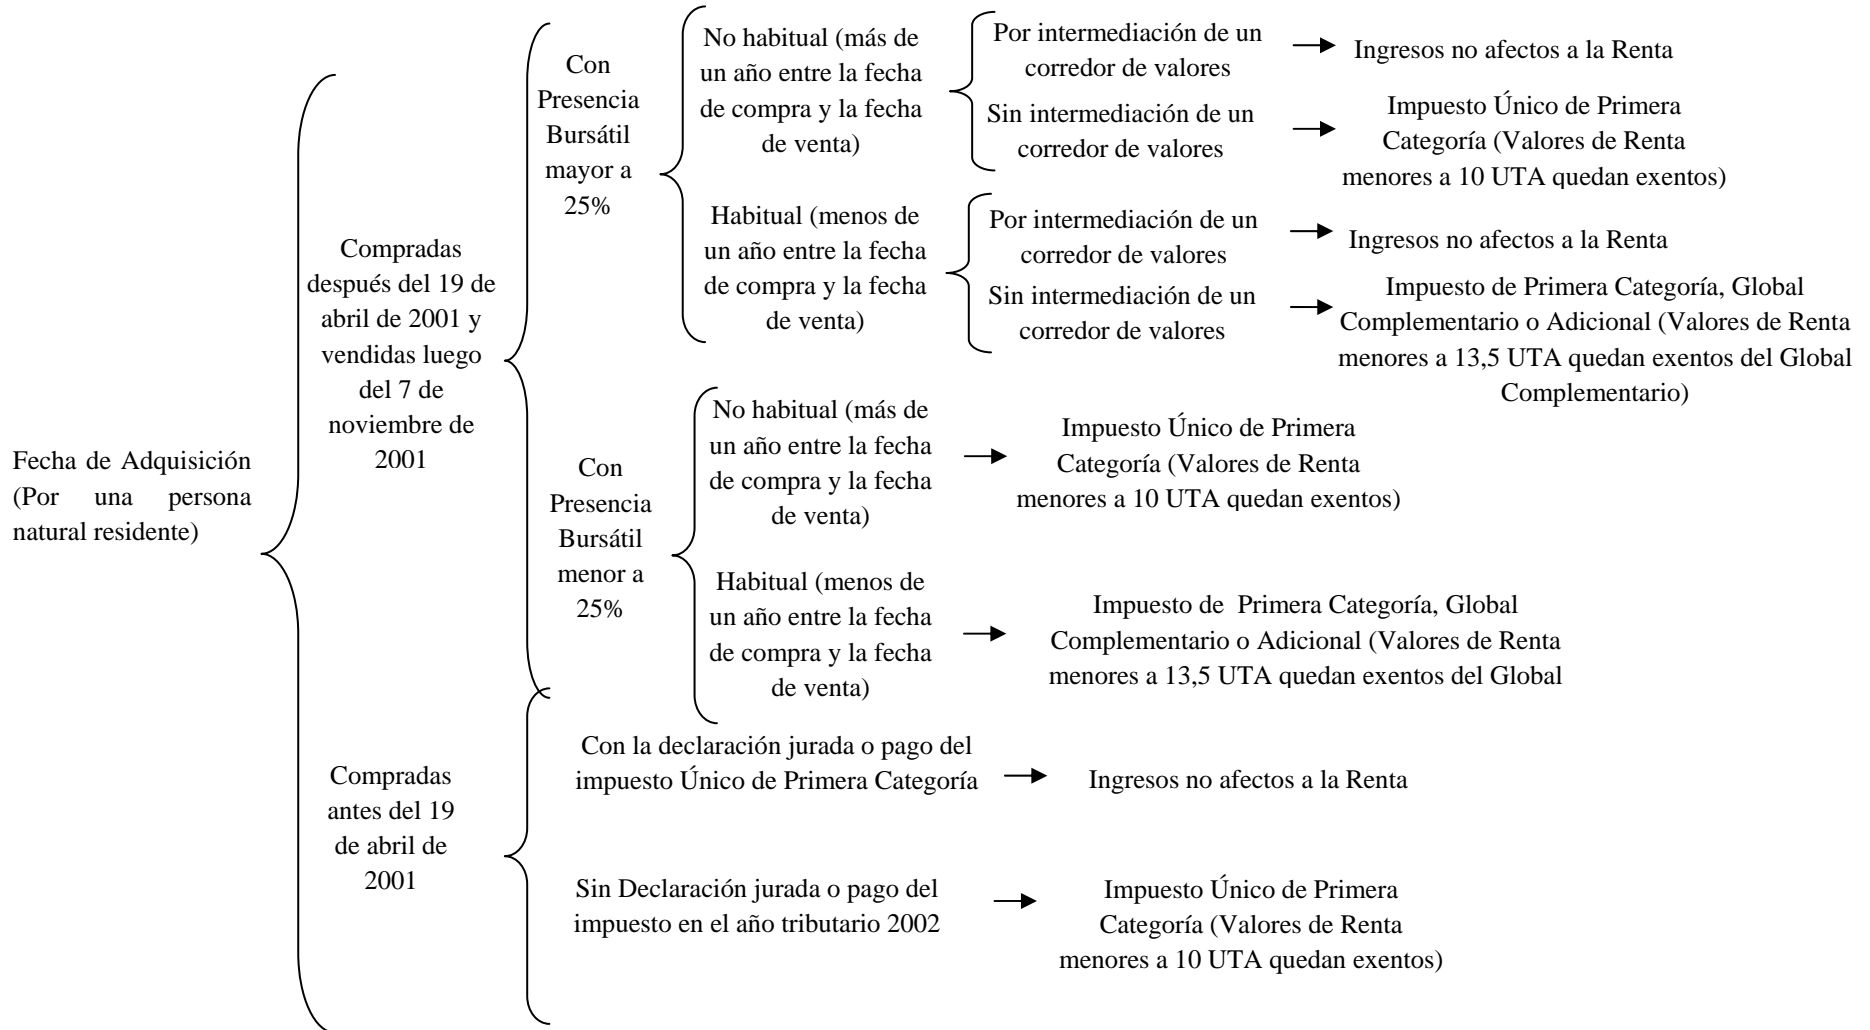 Fecha de Adquisición
(Por una persona
natural residente)
Compradas
después del 19 de
abril de 2001 y
vendidas luego
del 7 de
noviembre de
2001
Con
Presencia
Bursátil
mayor a
25%
No habitual (más de
un año entre la fecha
de compra y la fecha
de venta)
Por intermediación de un
corredor de valores
Ingresos no afectos a la Renta
Sin intermediación de un
corredor de valores
Impuesto Único de Primera
Categoría (Valores de Renta
menores a 10 UTA quedan exentos)
Habitual (menos de
un año entre la fecha
de compra y la fecha
de venta)
Por intermediación de un
corredor de valores
Ingresos no afectos a la Renta
Sin intermediación de un
corredor de valores
Impuesto de Primera Categoría, Global
Complementario o Adicional (Valores de Renta
menores a 13,5 UTA quedan exentos del Global
Complementario)
Con
Presencia
Bursátil
menor a
25%
No habitual (más de
un año entre la fecha
de compra y la fecha
de venta)
Impuesto Único de Primera
Categoría (Valores de Renta
menores a 10 UTA quedan exentos)
Habitual (menos de
un año entre la fecha
de compra y la fecha
de venta)
Impuesto de Primera Categoría, Global
Complementario o Adicional (Valores de Renta
menores a 13,5 UTA quedan exentos del Global
Compradas
antes del 19
de abril de
2001
Con la declaración jurada o pago del
impuesto Único de Primera Categoría
Ingresos no afectos a la Renta
Sin Declaración jurada o pago del
impuesto en el año tributario 2002
Impuesto Único de Primera
Categoría (Valores de Renta
menores a 10 UTA quedan exentos)